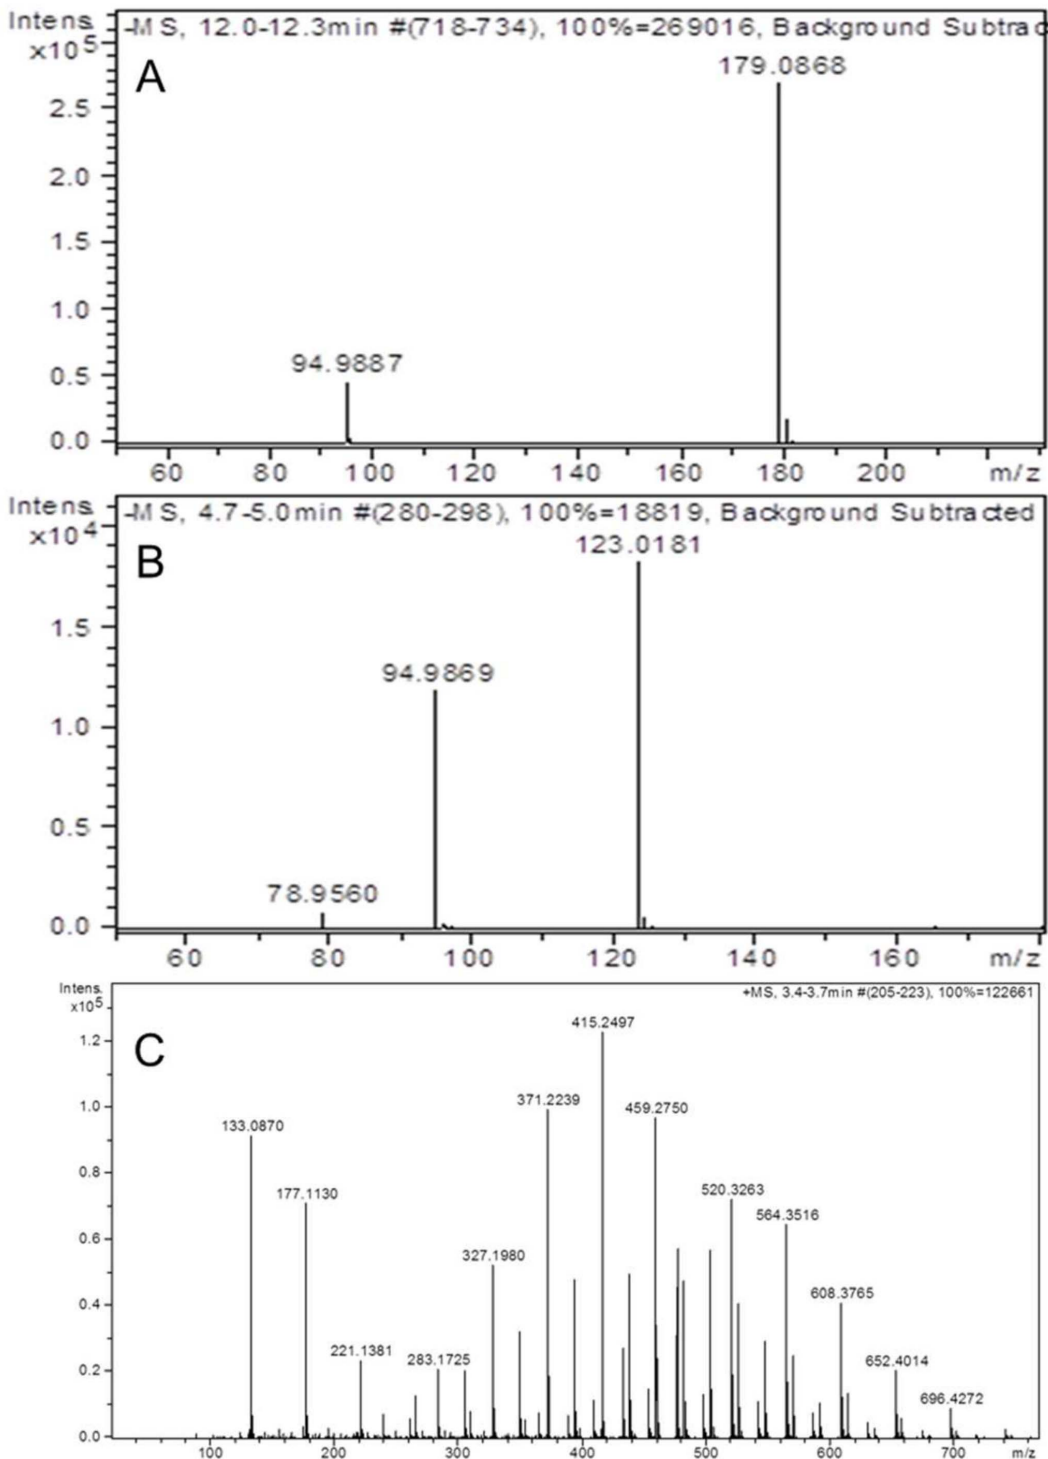 Intens.
x10⁵
-MS, 12.0-12.3min #(718-734), 100%=269016, Background Subtrac
A
179.0868
2.5
2.0
1.5
1.0
94.9887
0.5
0.0
60 80 100 120 140 160 180 200 m/z
Intens.
x10⁴
-MS, 4.7-5.0min #(280-298), 100%=18819, Background Subtracted
B
123.0181
1.5
94.9869
1.0
0.5
78.9560
0.0
60 80 100 120 140 160 m/z
Intens.
x10⁵
+MS, 3.4-3.7min #(205-223), 100%=122661
C
415.2497
1.2
371.2239
459.2750
1.0
133.0870
0.8
177.1130
520.3263
564.3516
0.6
327.1980
0.4
608.3765
221.1381
283.1725
652.4014
0.2
696.4272
0.0
100 200 300 400 500 600 700 m/z